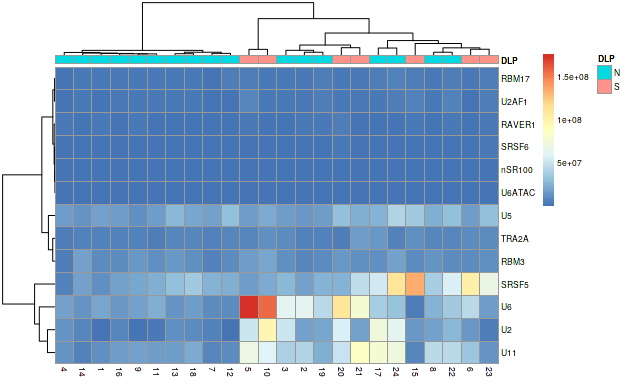 DLP
RBM17
U2AF1
RAVER1
SRSF6
nSR100
U6ATAC
U5
TRA2A
RBM3
SRSF5
U6
U2
U11
4 14 1 16 9 11 13 18 7 12 5 10 3 2 19 20 21 17 24 15 8 22 6 23
1.5e+08
1e+08
5e+07
DLP
N
S